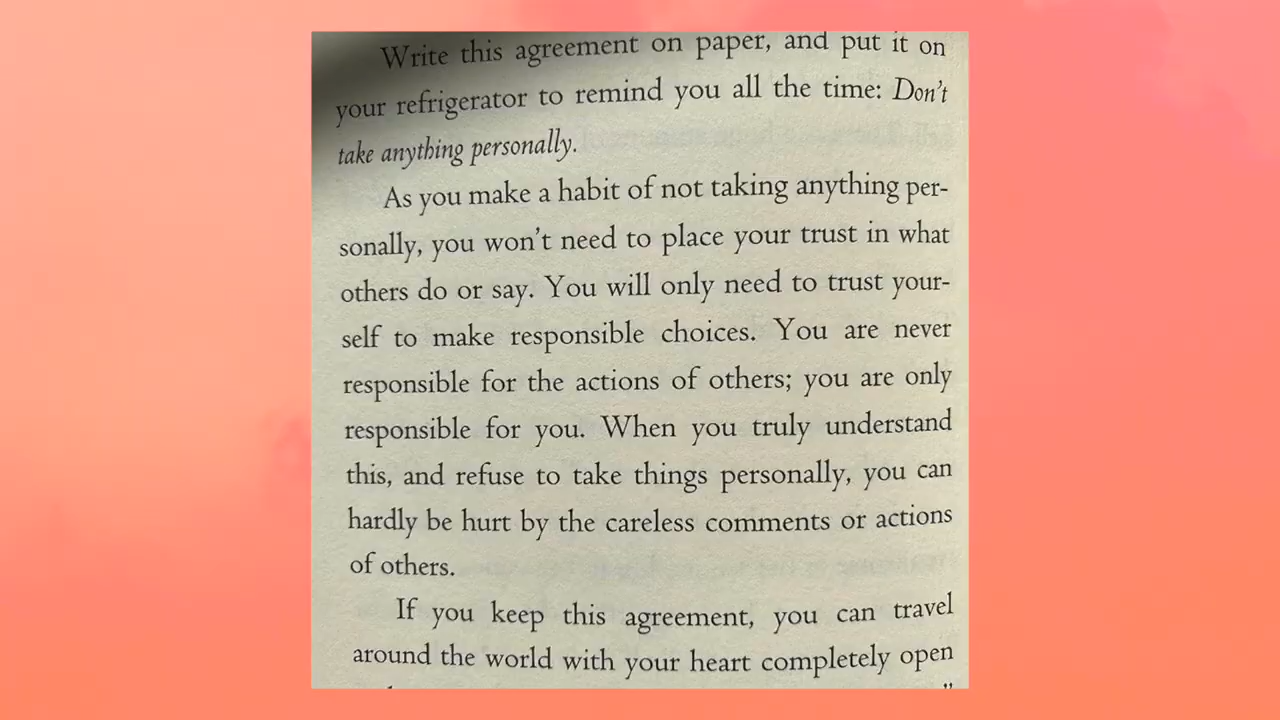 Write this agreement on paper, and put it on
your refrigerator to remind you all the time: Don’t
take anything personally.
As you make a habit of not taking anything per-
sonally, you won’t need to place your trust in what
others do or say. You will only need to trust your-
self to make responsible choices. You are never
responsible for the actions of others; you are only
responsible for you. When you truly understand
this, and refuse to take things personally, you can
hardly be hurt by the careless comments or actions
of others.
If you keep this agreement, you can travel
around the world with your heart completely open